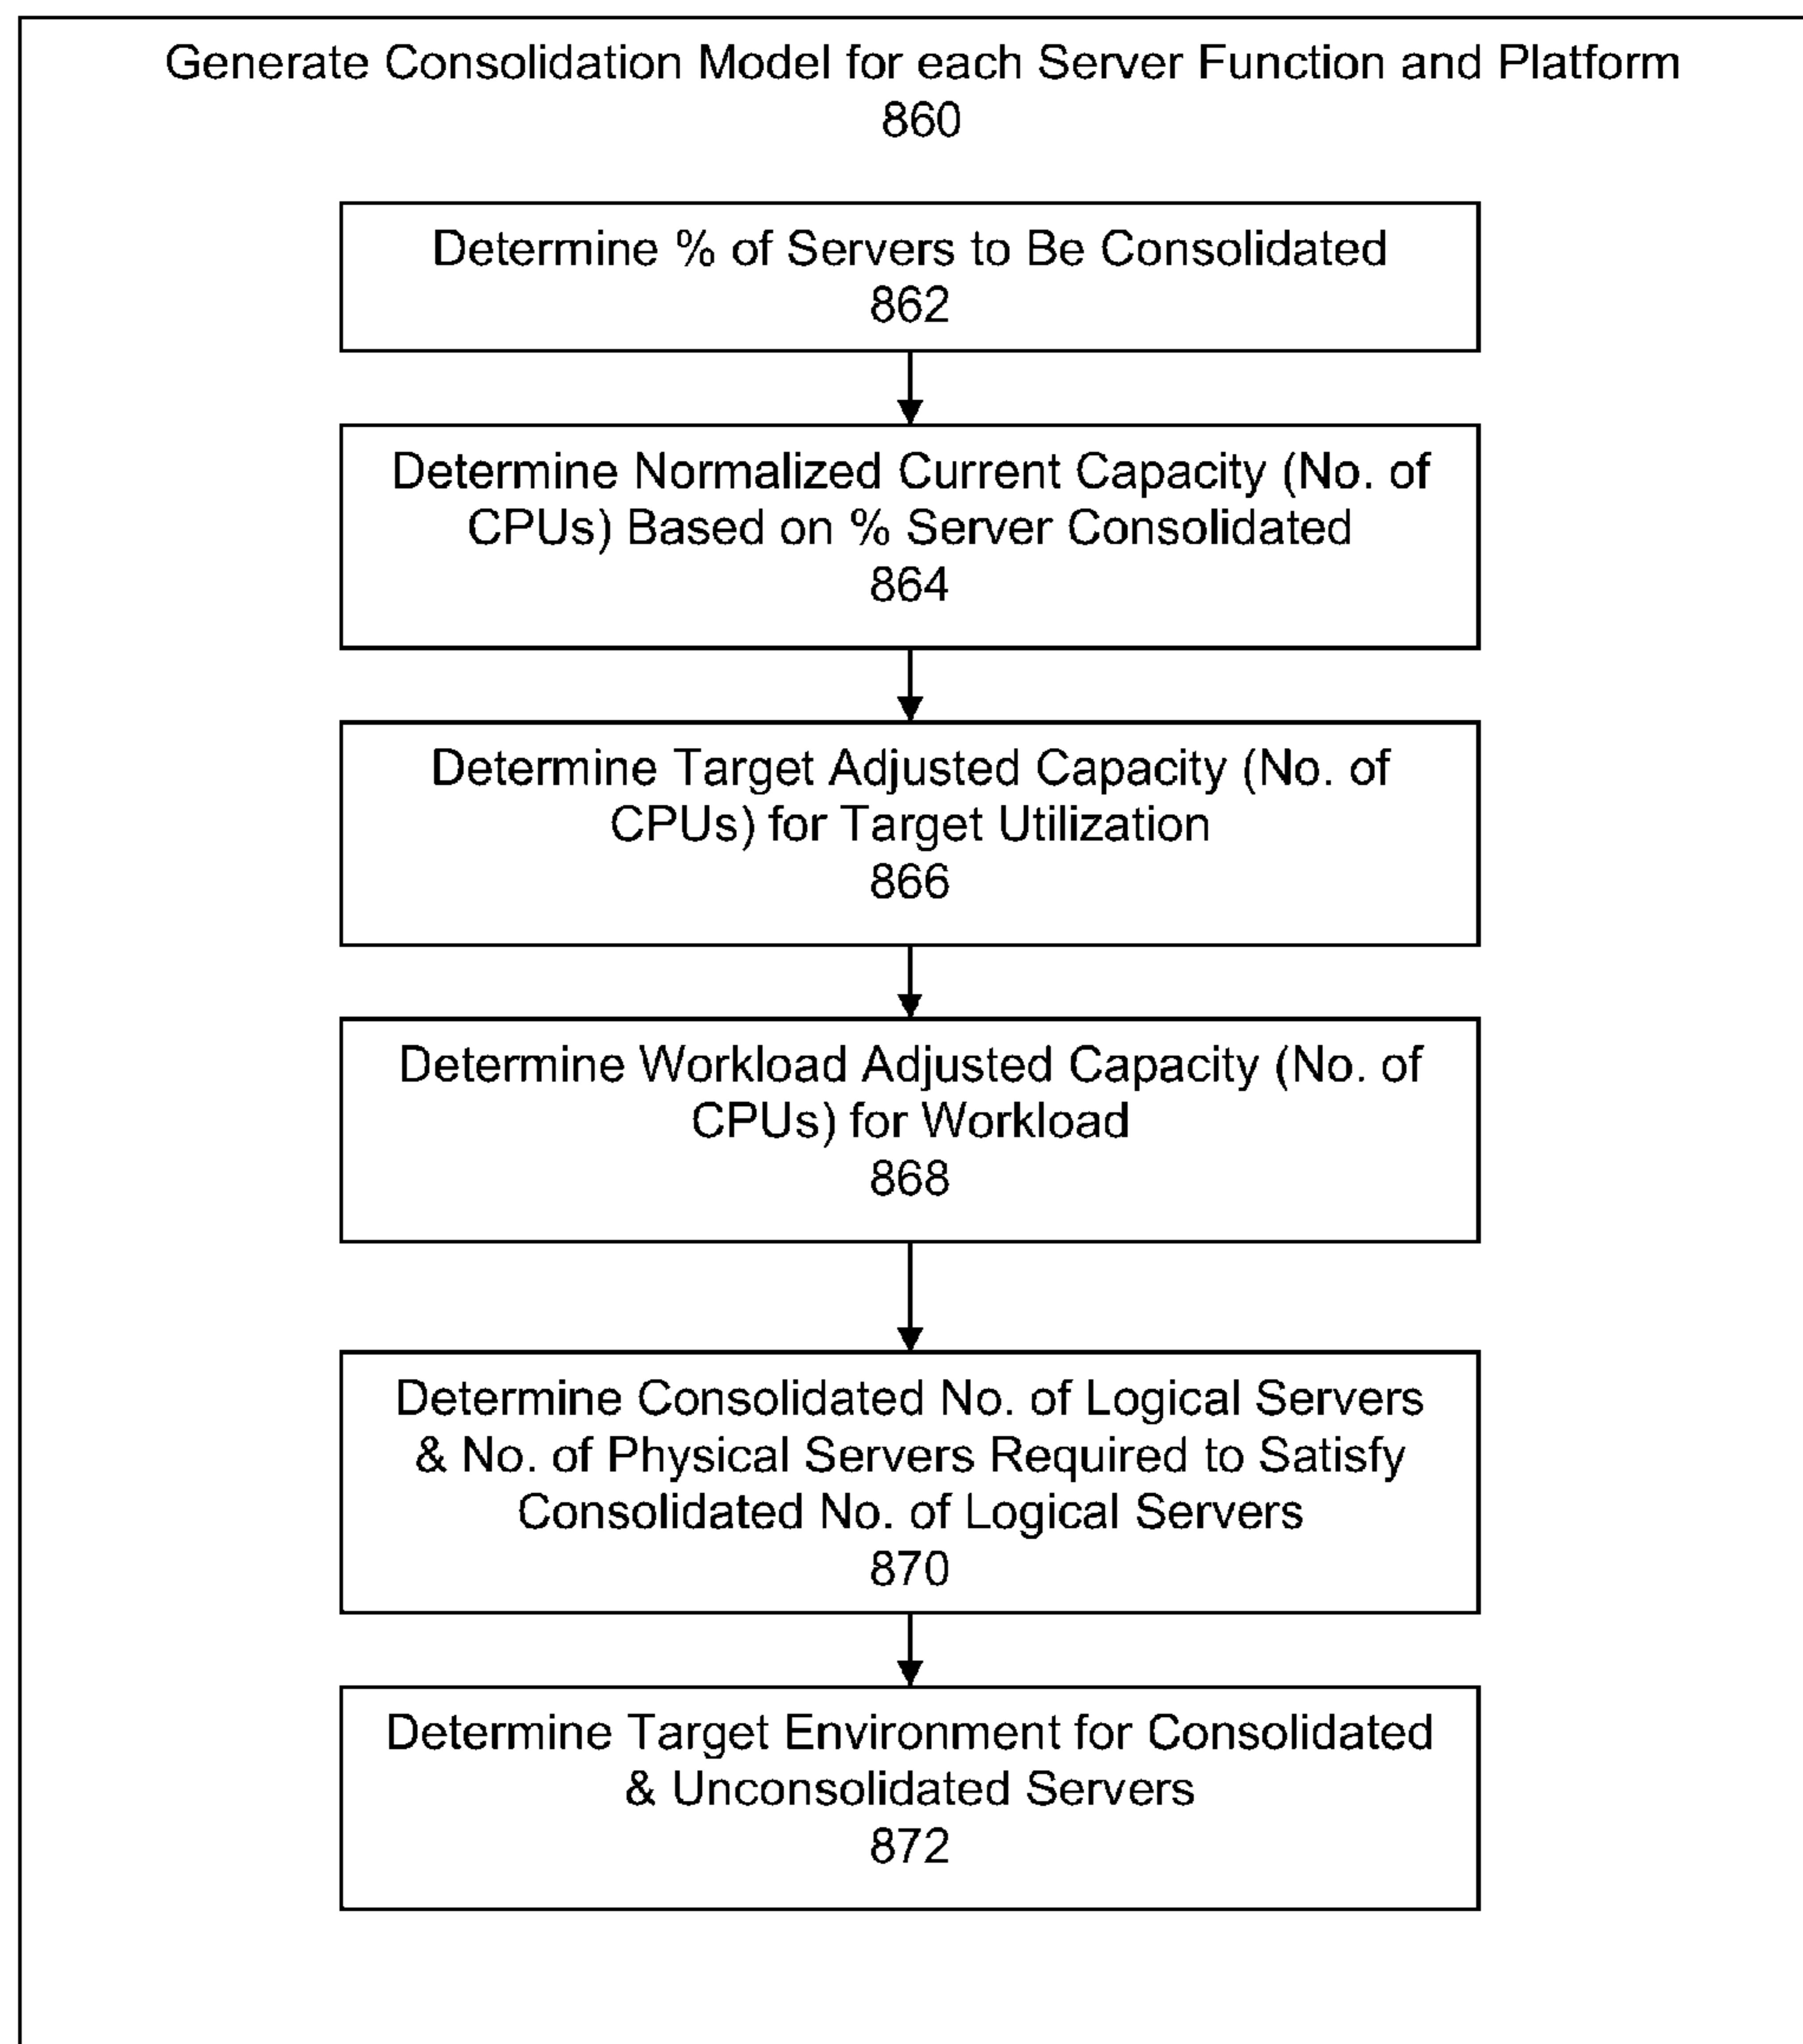 Generate Consolidation Model for each Server Function and Platform
860
Determine % of Servers to Be Consolidated
862
Determine Normalized Current Capacity (No. of
CPUs) Based on % Server Consolidated
864
Determine Target Adjusted Capacity (No. of
CPUs) for Target Utilization
866
Determine Workload Adjusted Capacity (No. of
CPUs) for Workload
868
Determine Consolidated No. of Logical Servers
& No. of Physical Servers Required to Satisfy
Consolidated No. of Logical Servers
870
Determine Target Environment for Consolidated
& Unconsolidated Servers
872